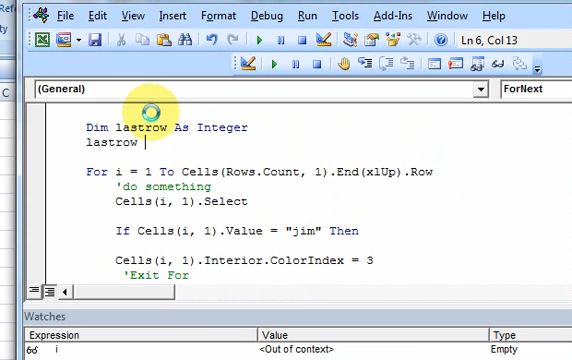 File Edit View Insert Format Debug Run Tools Add-Ins Window Help
Ln 6, Col 13
(General) ForNext
C
Dim lastrow As Integer
lastrow
For i = 1 To Cells(Rows.Count, 1).End(xlUp).Row
'do something
Cells(i, 1).Select
If Cells(i, 1).Value = "jim" Then
Cells(i, 1).Interior.ColorIndex = 3
'Exit For
Watches
Expression Value Type
i <Out of context> Empty